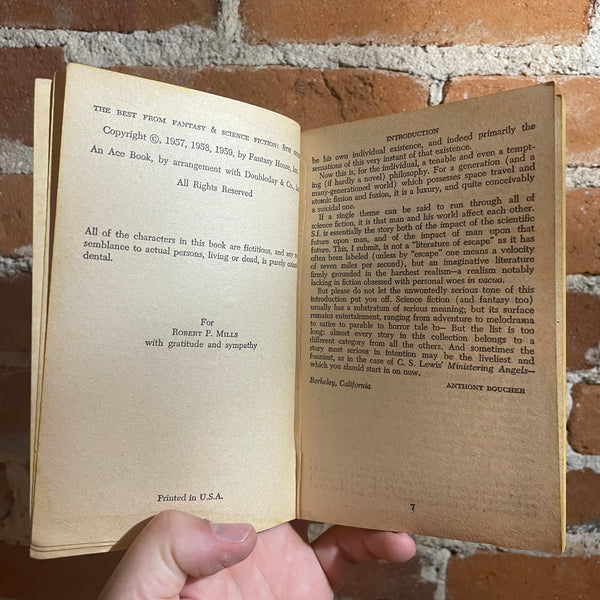 THE BEST FROM FANTASY & SCIENCE FICTION: 8TH
Copyright ©, 1957, 1958, 1959, by Fantasy House, Inc.
An Ace Book, by arrangement with Doubleday & Co.,
All Rights Reserved
All of the characters in this book are fictitious, and any
semblance to actual persons, living or dead, is purely
dental.
For
ROBERT P. MILLS
with gratitude and sympathy
Printed in U.S.A.
INTRODUCTION
be his own individual existence, and indeed primarily the
sensations of this very instant of that existence.
Now this is, for the individual, a tenable and even a tempt-
ing (if hardly a novel) philosophy. For a generation (and a
many-generationed world) which possesses space travel and
atomic fission and fusion, it is a luxury, and quite conceivably
a suicidal one.
If a single theme can be said to run through all of
science fiction, it is that man and his world affect each other.
S.f. is essentially the story both of the impact of the scientific
future upon man, and of the impact of man upon that
future. This, I submit, is not a "literature of escape" as it has
often been labeled (unless by "escape" one means a velocity
of seven miles per second), but an imaginative literature
firmly grounded in the harshest realism—a realism notably
lacking in fiction obsessed with personal woes in vacuo.
But please do not let the unwontedly serious tone of this
introduction put you off. Science fiction (and fantasy too)
usually has a substratum of serious meaning; but its surface
remains entertainment, ranging from adventure to melodrama
to satire to parable to horror tale to— But the list is too
long: almost every story in this collection belongs to a
different category from all the others. And sometimes the
story most serious in intention may be the liveliest and
funniest, as in the case of C. S. Lewis' Ministering Angels—
which you should start in on now.
Berkeley, California ANTHONY BOUCHER
7